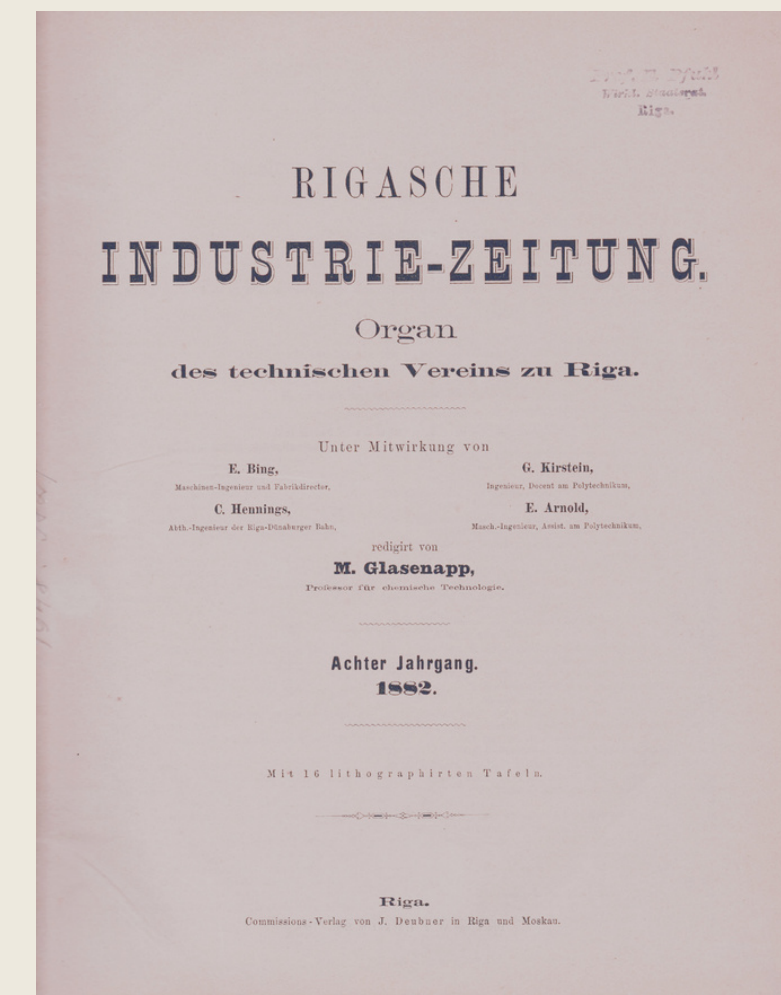 Riga.
RIGASCHE
INDUSTRIE-ZEITUNG.
Organ
des technischen Vereins zu Riga.
Unter Mitwirkung von
E. Bing,
Maschinen-Ingenieur und Fabrikdirector,
G. Kirstein,
Ingenieur, Docent am Polytechnikum,
C. Hennings,
Abth.-Ingenieur der Riga-Dünaburger Bahn,
E. Arnold,
Masch.-Ingenieur, Assist. am Polytechnikum,
redigirt von
M. Glasenapp,
Professor für chemische Technologie.
Achter Jahrgang.
1882.
Mit 16 lithographirten Tafeln.
Riga.
Commissions-Verlag von J. Deubner in Riga und Moskau.